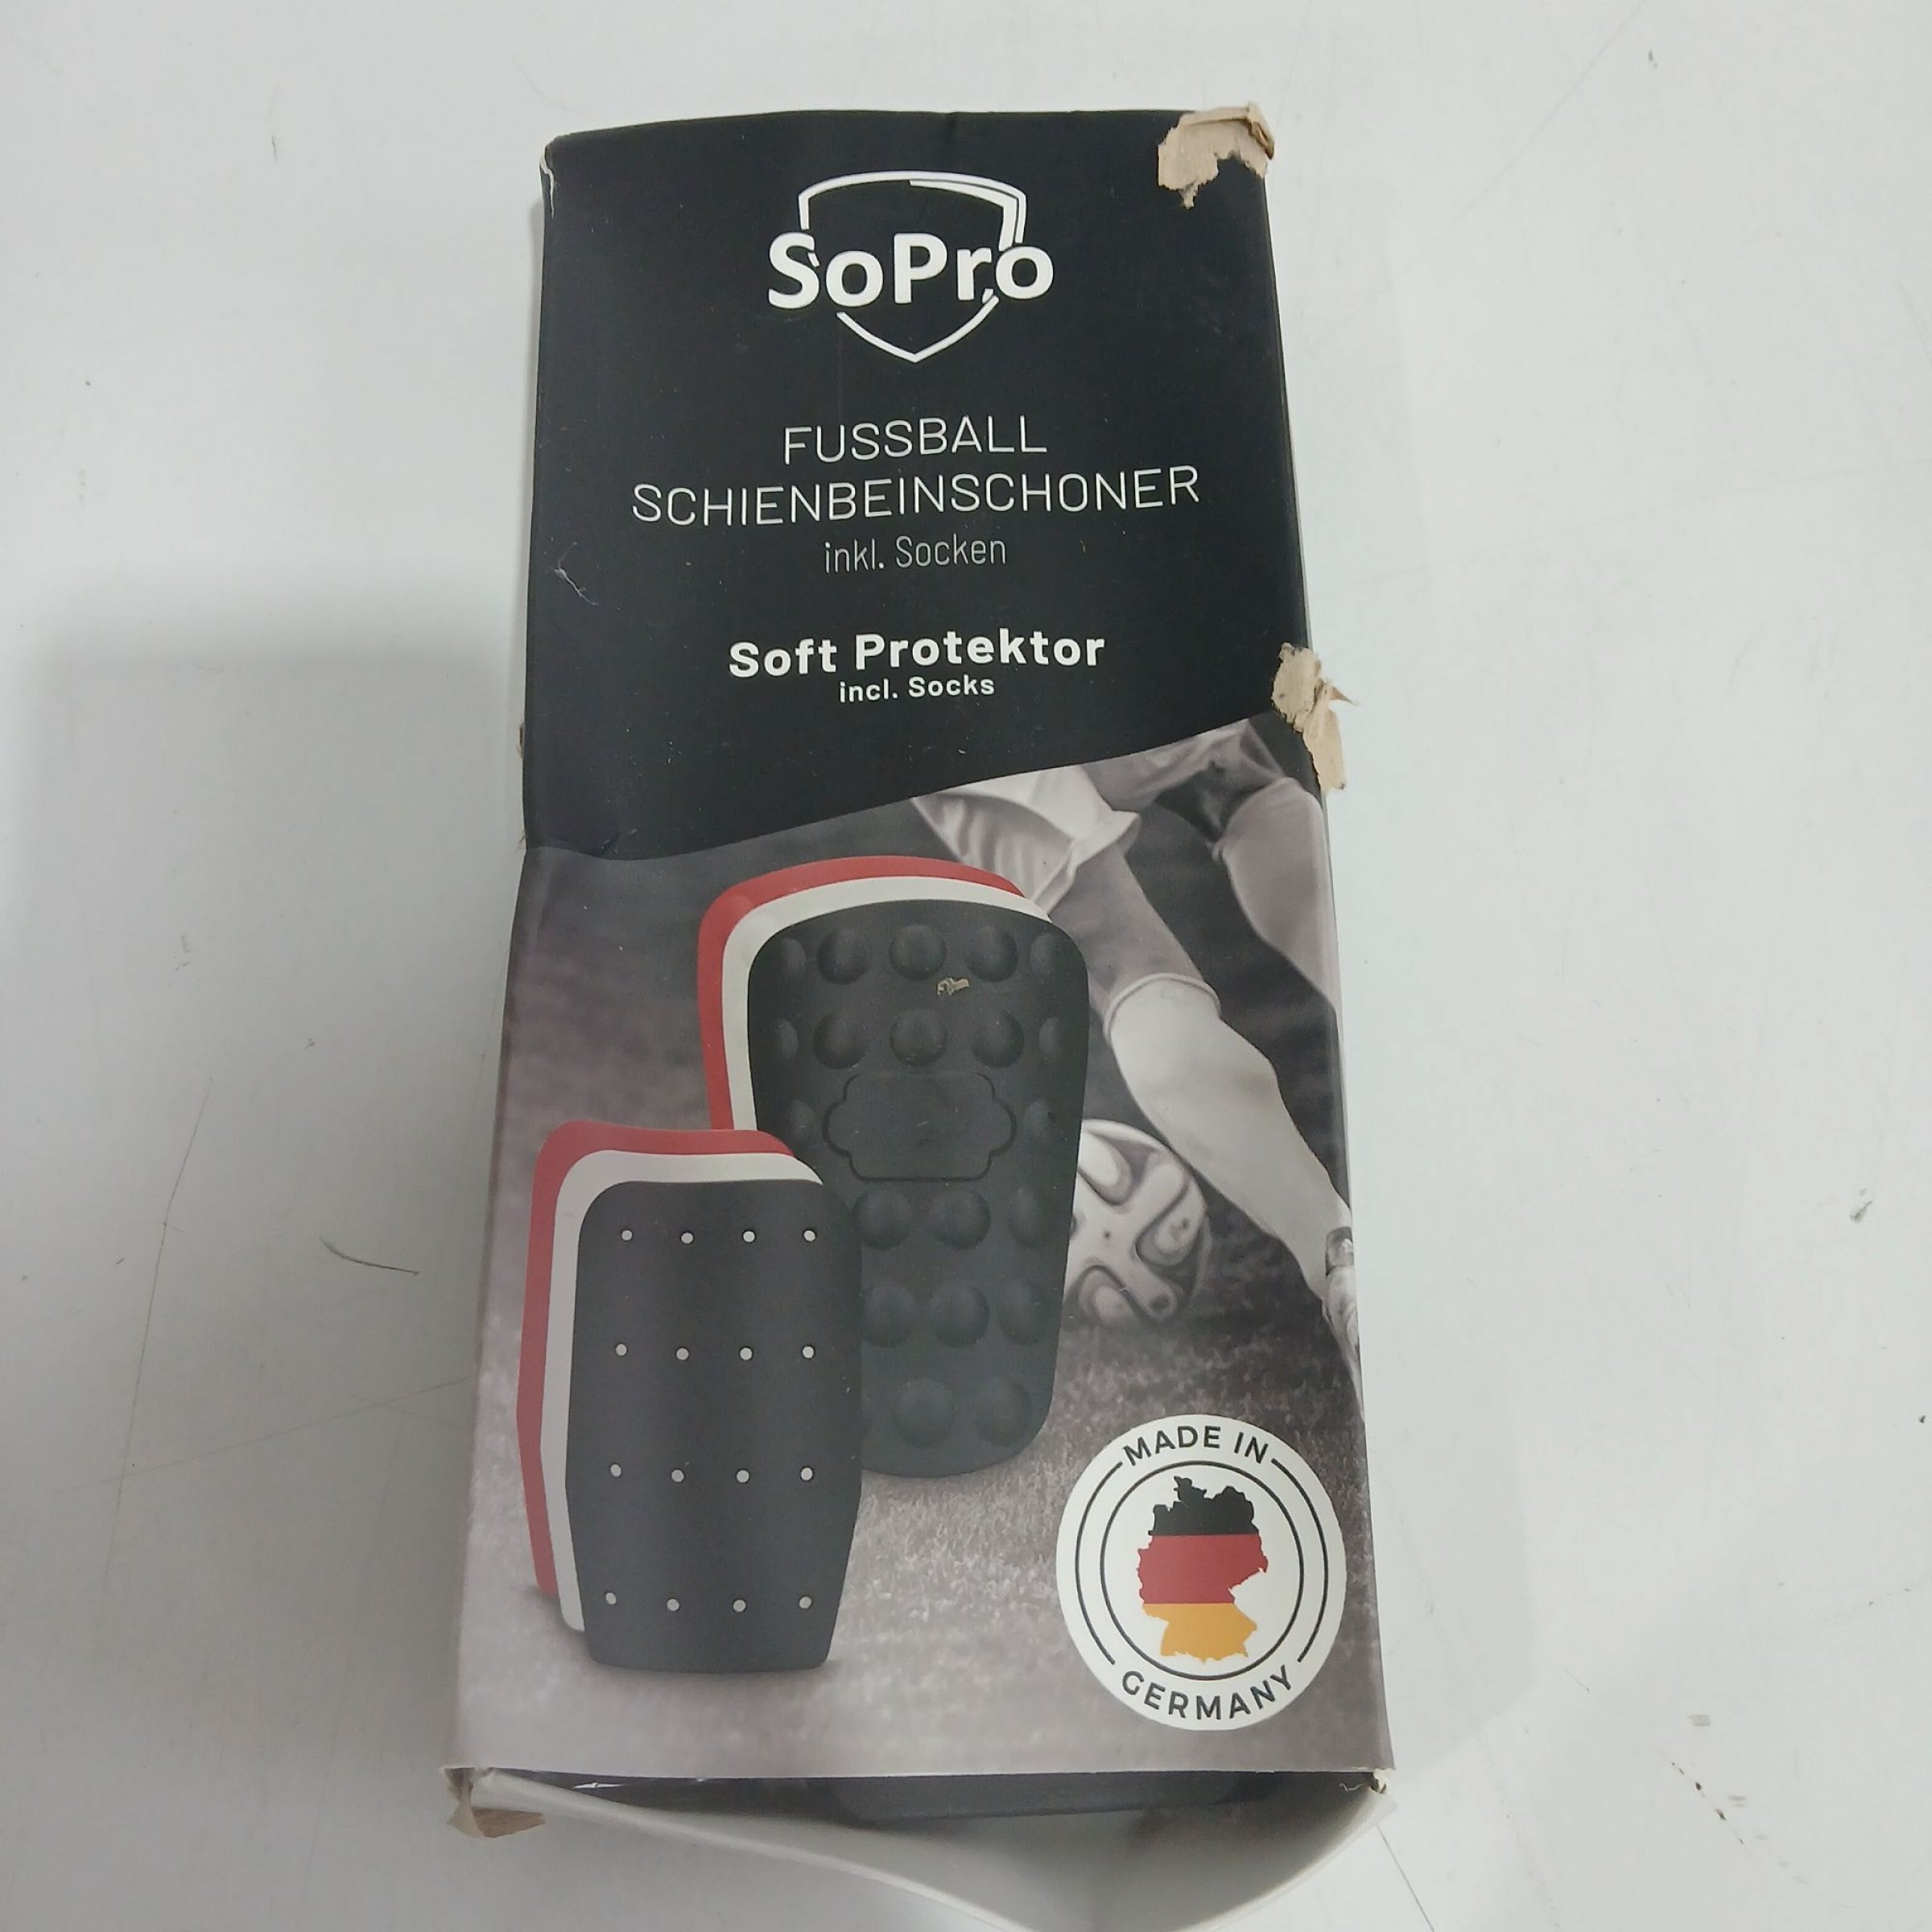 SoPro
FUSSBALL
SCHIENBEINSCHONER
inkl. Socken
Soft Protektor
incl. Socks
MADE IN
GERMANY